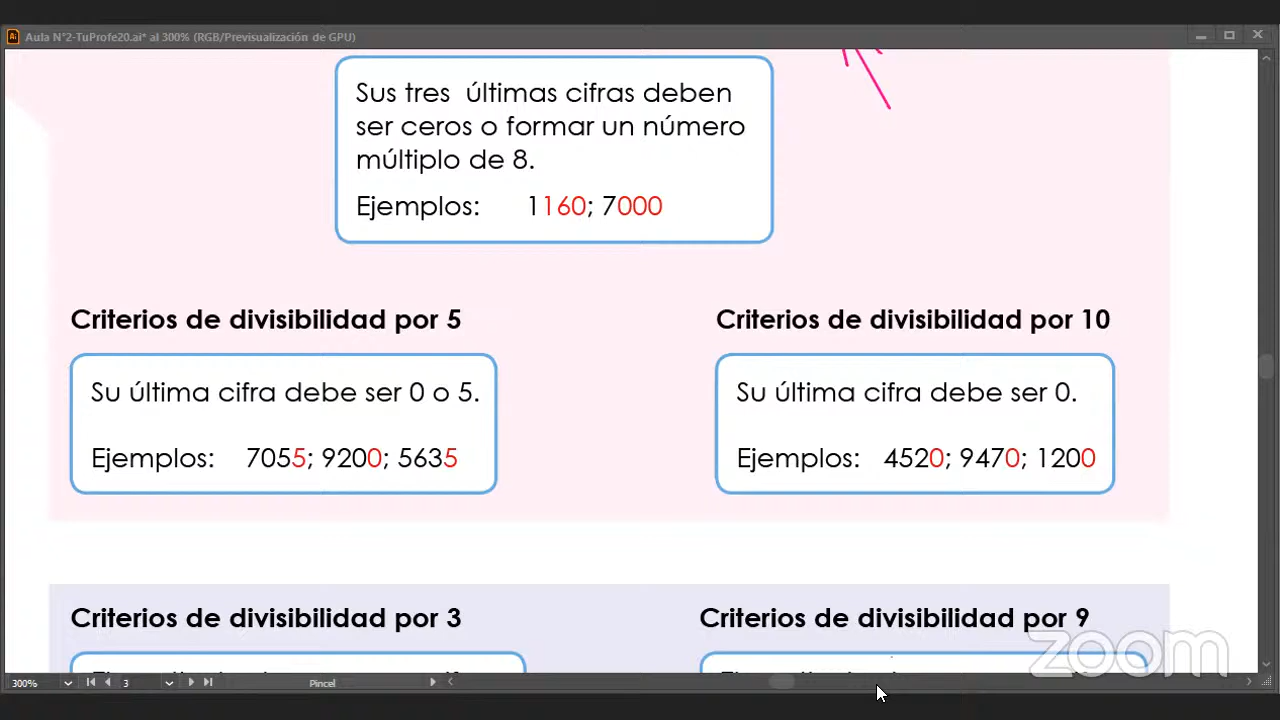 Aula N°2-TuProfe20.ai* al 300% (RGB/Previsualización de GPU)
Sus tres últimas cifras deben
ser ceros o formar un número
múltiplo de 8.
Ejemplos: 1160; 7000
Criterios de divisibilidad por 5
Su última cifra debe ser 0 o 5.
Ejemplos: 7055; 9200; 5635
Criterios de divisibilidad por 10
Su última cifra debe ser 0.
Ejemplos: 4520; 9470; 1200
Criterios de divisibilidad por 3
Criterios de divisibilidad por 9
zoom
300%
3
Pincel